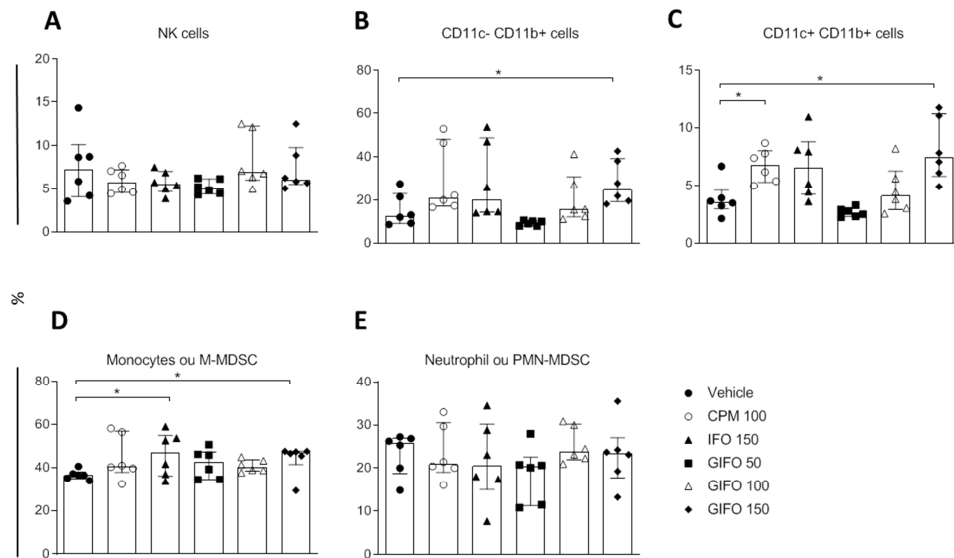 A
NK cells
20
15
10
5
0
B
CD11c- CD11b+ cells
80
60
40
20
0
*
C
CD11c+ CD11b+ cells
15
10
5
0
*
*
%
D
Monocytes ou M-MDSC
80
60
40
20
0
*
*
E
Neutrophil ou PMN-MDSC
40
30
20
10
0
Vehicle
CPM 100
IFO 150
GIFO 50
GIFO 100
GIFO 150